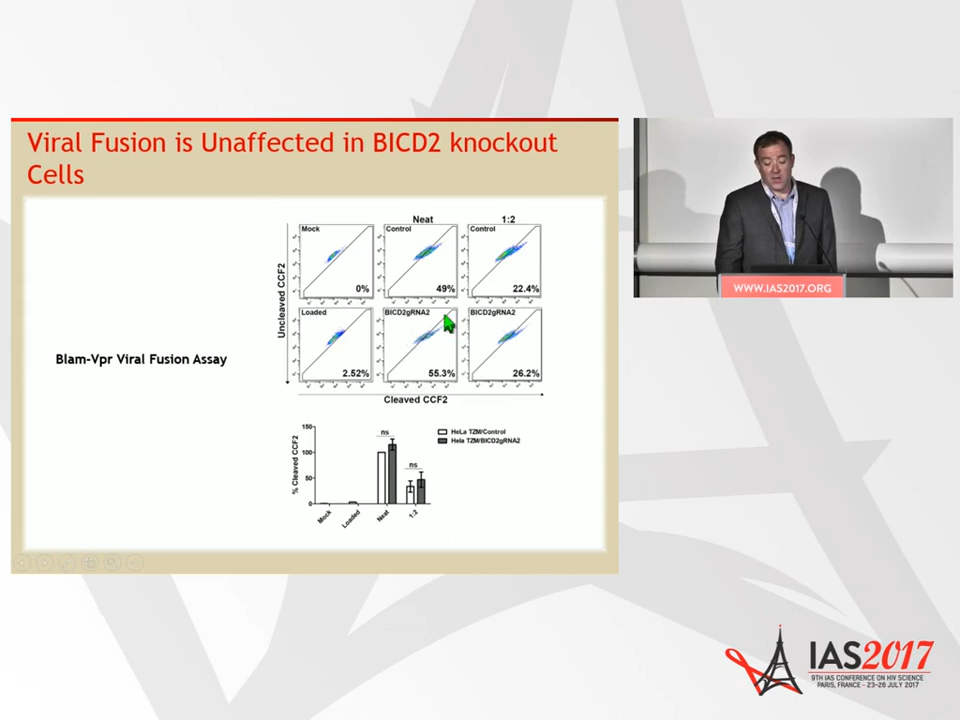 Viral Fusion is Unaffected in BICD2 knockout
Cells
Neat
1:2
Mock
Control
Control
0%
49%
22.4%
Uncleaved CCF2
Loaded
BICD2gRNA2
BICD2gRNA2
2.52%
55.3%
26.2%
Cleaved CCF2
Blam-Vpr Viral Fusion Assay
150
100
50
0
% Cleaved CCF2
ns
ns
HeLa TZM/Control
Hela TZM/BICD2gRNA2
Mock
Loaded
Neat
1:2
WWW.IAS2017.ORG
IAS2017
9TH IAS CONFERENCE ON HIV SCIENCE
PARIS, FRANCE - 23-26 JULY 2017